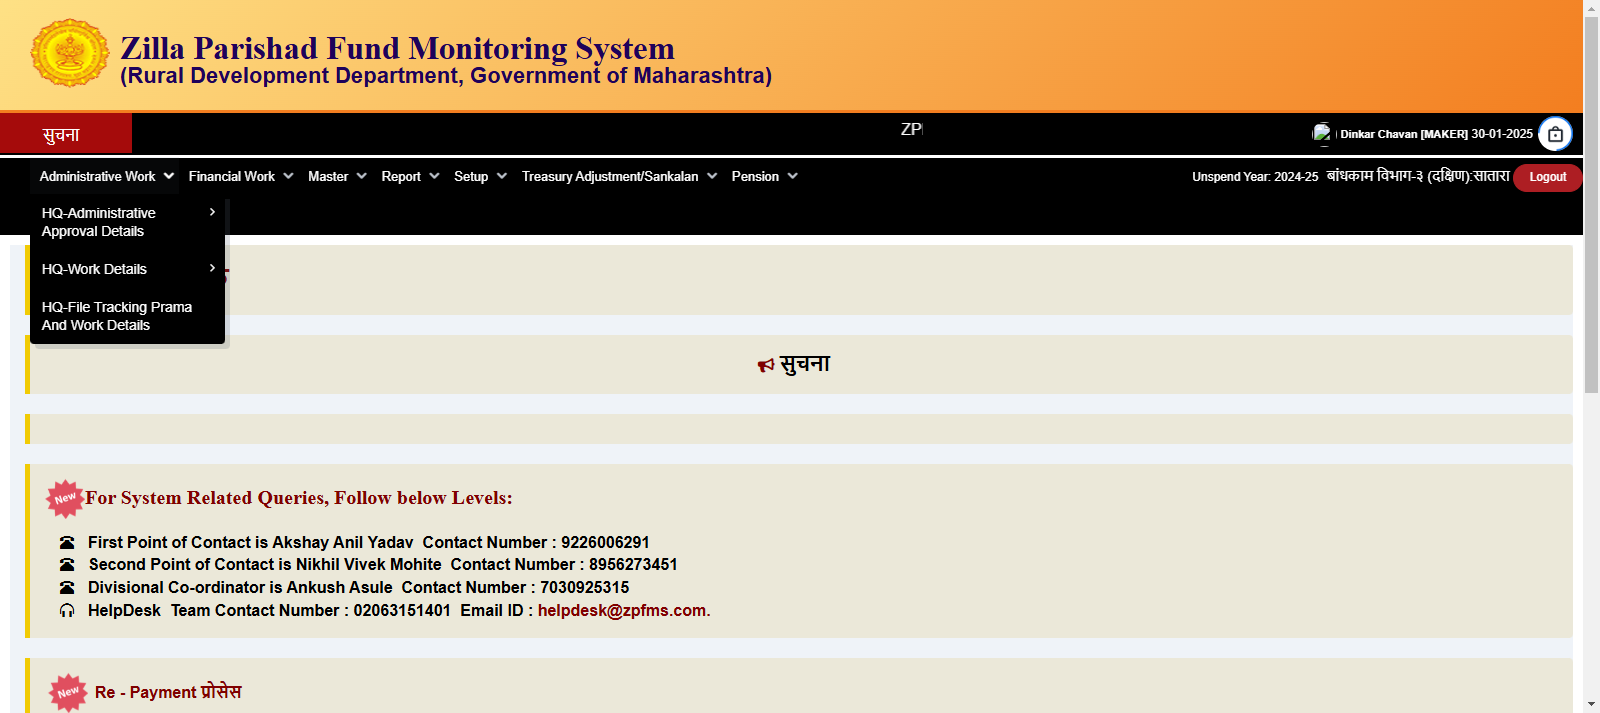 Zilla Parishad Fund Monitoring System
(Rural Development Department, Government of Maharashtra)
सुचना
ZP
Dinkar Chavan [MAKER] 30-01-2025
Administrative Work
Financial Work
Master
Report
Setup
Treasury Adjustment/Sankalan
Pension
Unspend Year: 2024-25
बांधकाम विभाग-३ (दक्षिण):सातारा
Logout
HQ-Administrative
Approval Details
HQ-Work Details
HQ-File Tracking Prama
And Work Details
सुचना
New
For System Related Queries, Follow below Levels:
First Point of Contact is Akshay Anil Yadav Contact Number : 9226006291
Second Point of Contact is Nikhil Vivek Mohite Contact Number : 8956273451
Divisional Co-ordinator is Ankush Asule Contact Number : 7030925315
HelpDesk Team Contact Number : 02063151401 Email ID : helpdesk@zpfms.com.
New
Re - Payment प्रोसेस